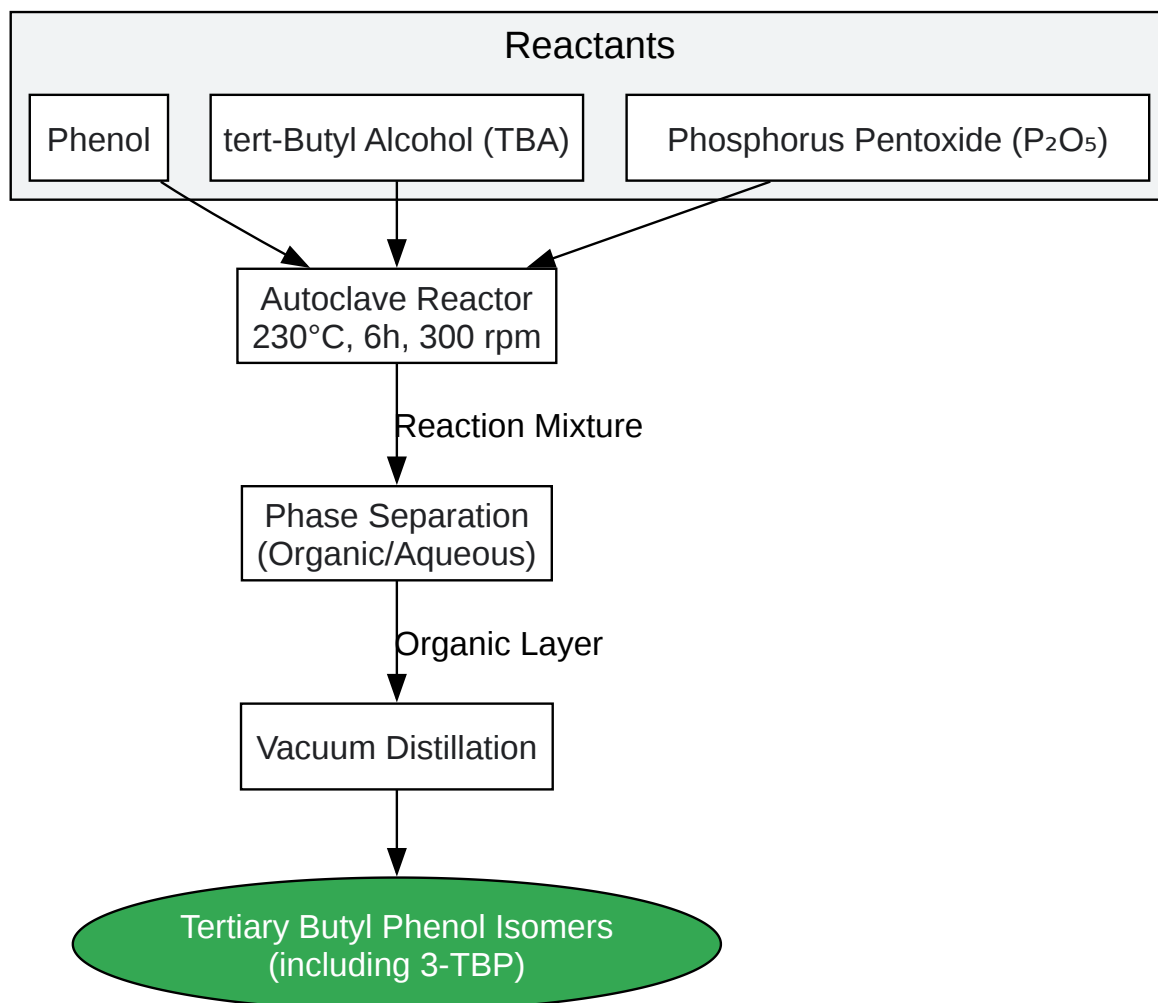 Reactants
Phenol
tert-Butyl Alcohol (TBA)
Phosphorus Pentoxide (P₂O₅)
Autoclave Reactor
230°C, 6h, 300 rpm
Reaction Mixture
Phase Separation
(Organic/Aqueous)
Organic Layer
Vacuum Distillation
Tertiary Butyl Phenol Isomers
(including 3-TBP)